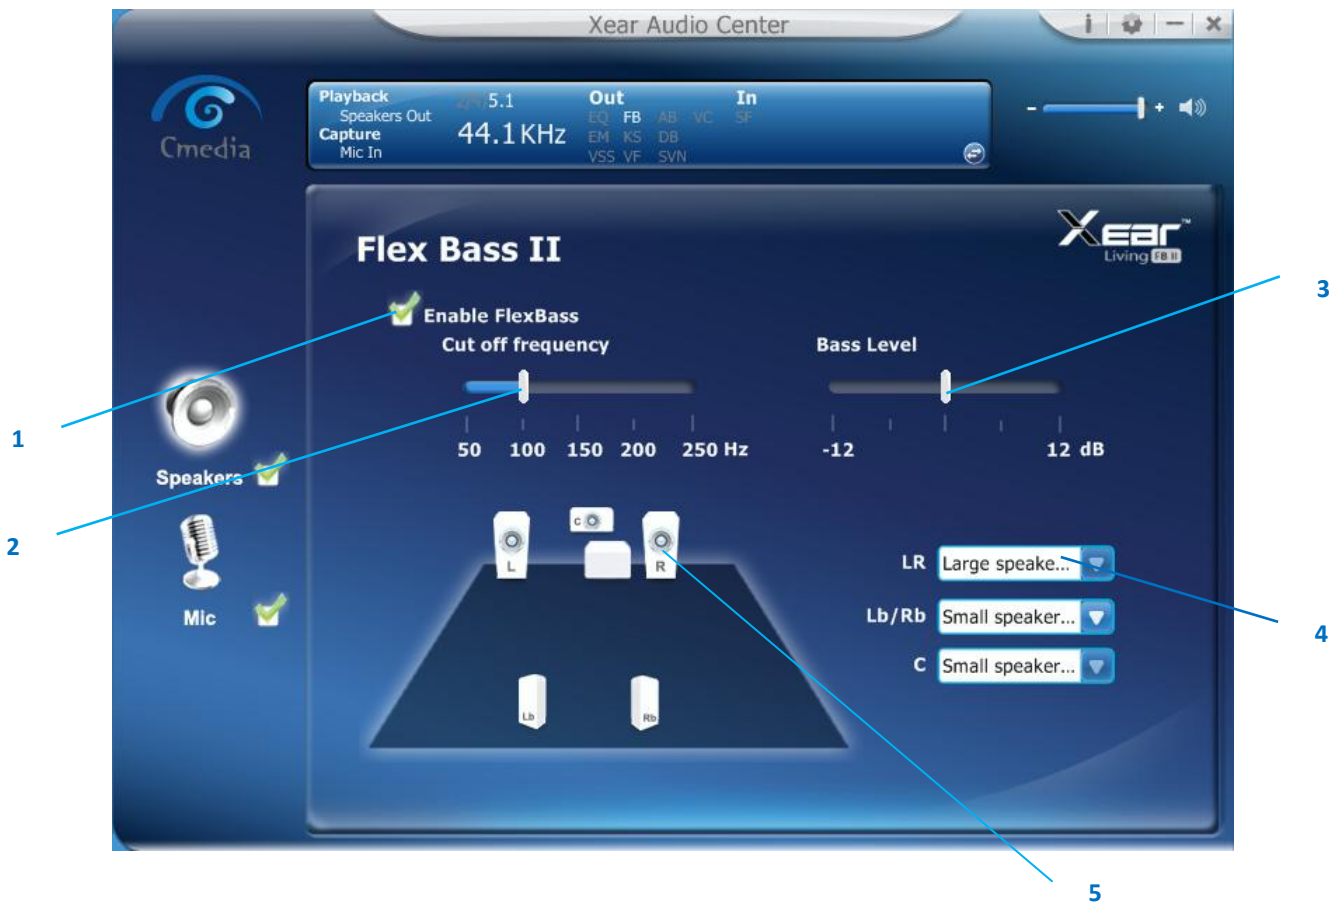 Xear Audio Center
i
Cmedia
Playback
Speakers Out
Capture
Mic In
5.1
44.1 KHz
Out
EQ FB AB VC
EM KS DB
VSS VF SVN
In
SF
- +
Xear™
Living FB II
Flex Bass II
Enable FlexBass
Cut off frequency
50 100 150 200 250 Hz
Bass Level
-12 12 dB
3
1
Speakers
2
Mic
C
L
R
Lb
Rb
LR Large speake...
Lb/Rb Small speaker...
C Small speaker...
4
5